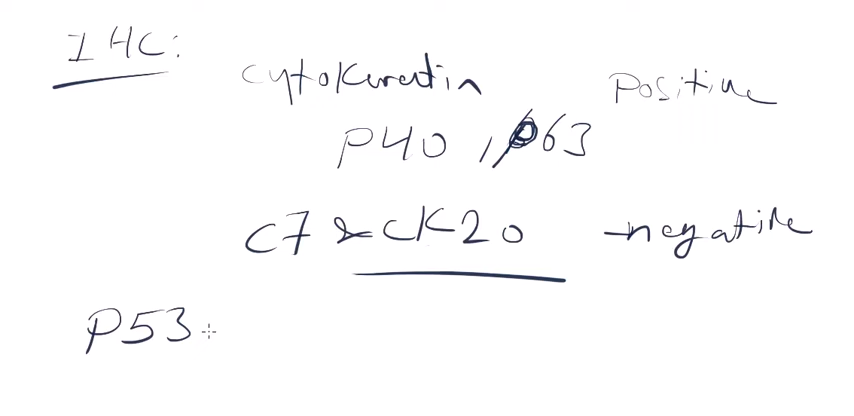 IHC:
Cytokeratin Positive
P40, p63
C7 & CK20 negative
P53